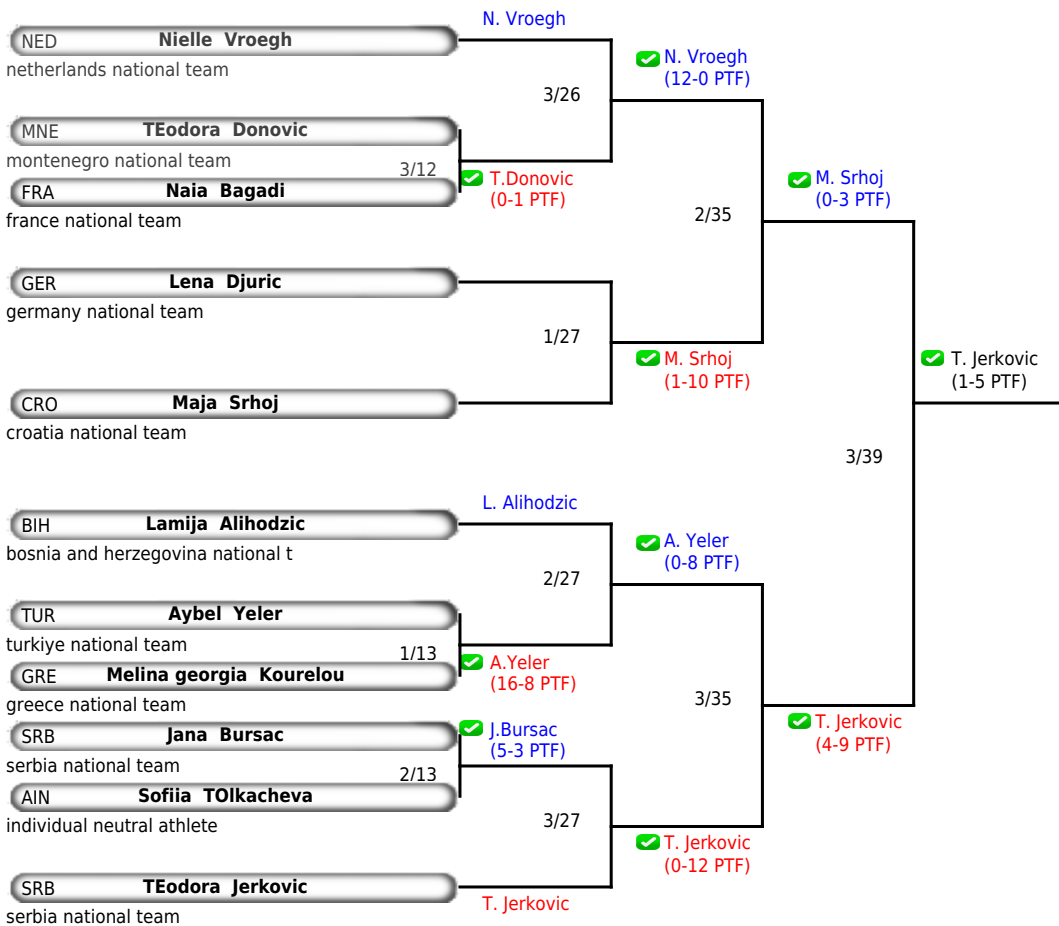 N. Vroegh
NED Nielle Vroegh
netherlands national team
N. Vroegh
(12-0 PTF)
3/26
MNE TEodora Donovic
montenegro national team
3/12
T.Donovic
(0-1 PTF)
FRA Naia Bagadi
france national team
M. Srhoj
(0-3 PTF)
2/35
GER Lena Djuric
germany national team
1/27
M. Srhoj
(1-10 PTF)
T. Jerkovic
(1-5 PTF)
CRO Maja Srhoj
croatia national team
3/39
L. Alihodzic
BIH Lamija Alihodzic
bosnia and herzegovina national t
A. Yeler
(0-8 PTF)
2/27
TUR Aybel Yeler
turkiye national team
1/13
A.Yeler
(16-8 PTF)
GRE Melina georgia Kourelou
greece national team
3/35
T. Jerkovic
(4-9 PTF)
SRB Jana Bursac
serbia national team
J.Bursac
(5-3 PTF)
2/13
AIN Sofiia TOlkacheva
individual neutral athlete
3/27
T. Jerkovic
(0-12 PTF)
SRB TEodora Jerkovic
serbia national team
T. Jerkovic